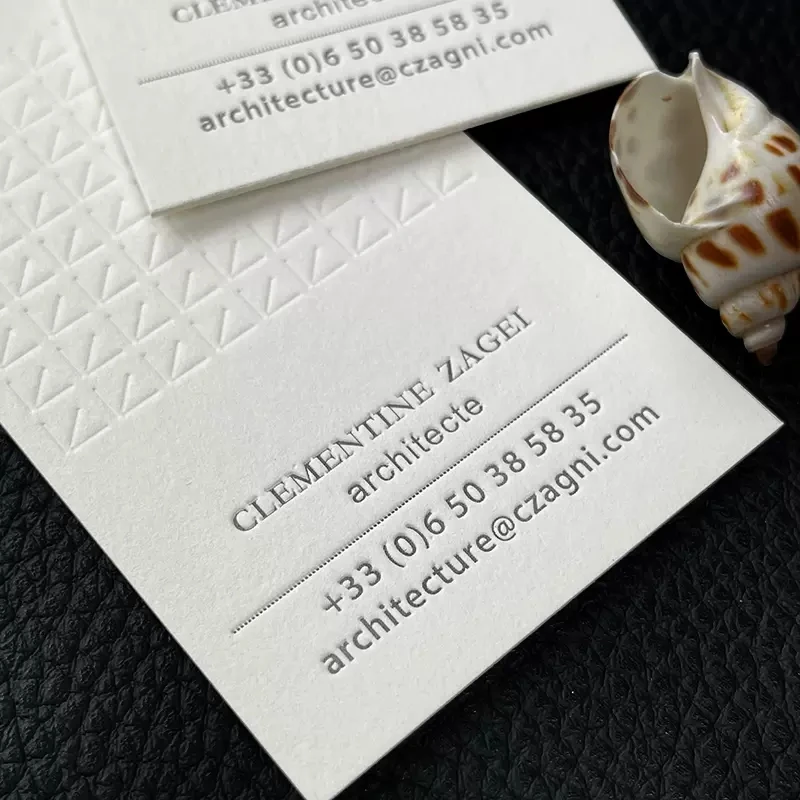 architecte
+33 (0)6 50 38 58 35
architecture@czagni.com
CLEMENTINE ZAGEI
architecte
+33 (0)6 50 38 58 35
architecture@czagni.com